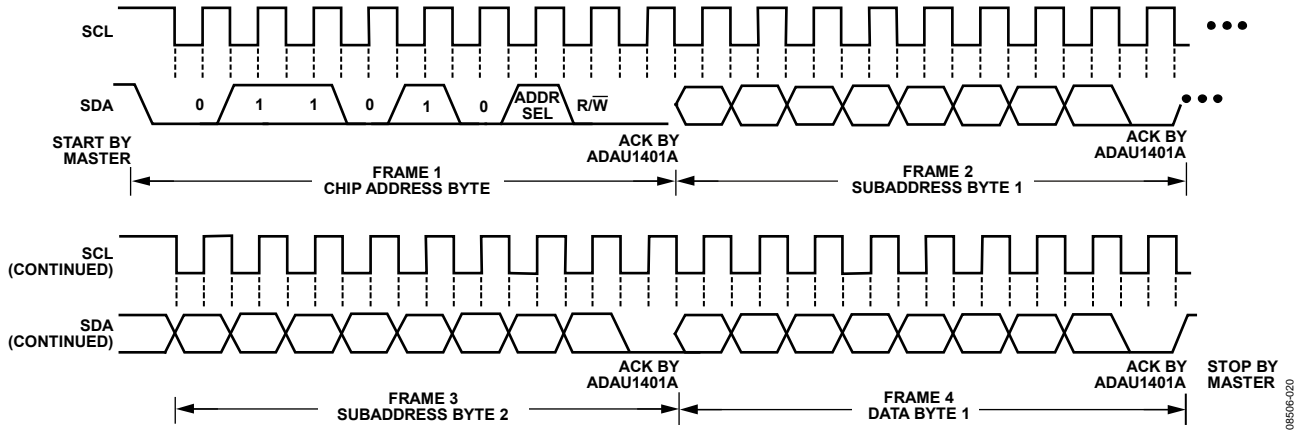 SCL
SDA
0 1 1 0 1 0 ADDR SEL R/W̅
START BY
MASTER
ACK BY
ADAU1401A
ACK BY
ADAU1401A
FRAME 1
CHIP ADDRESS BYTE
FRAME 2
SUBADDRESS BYTE 1
SCL
(CONTINUED)
SDA
(CONTINUED)
ACK BY
ADAU1401A
ACK BY
ADAU1401A
STOP BY
MASTER
FRAME 3
SUBADDRESS BYTE 2
FRAME 4
DATA BYTE 1
08506-020